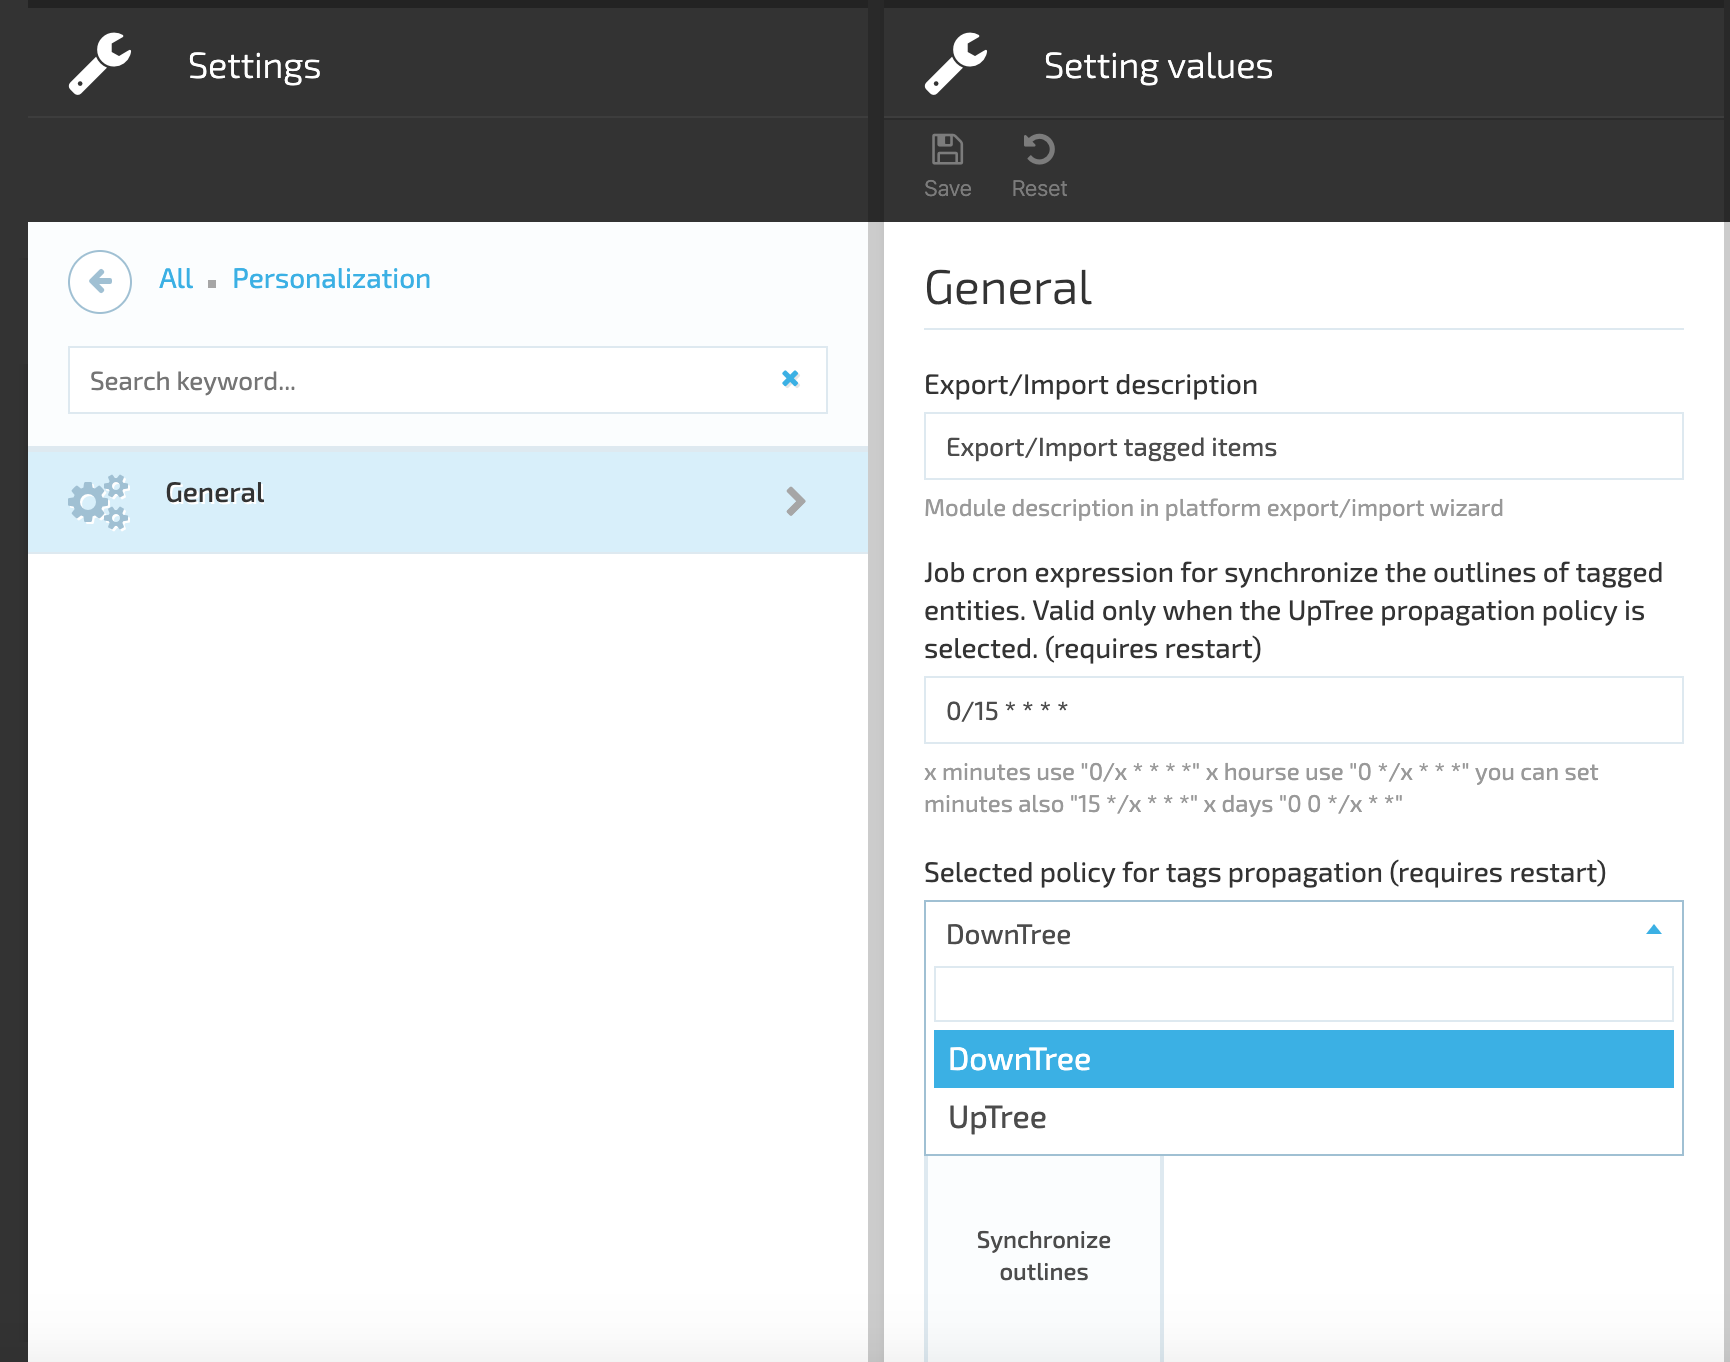 Settings
All
Personalization
Search keyword...
General
Setting values
Save
Reset
General
Export/Import description
Export/Import tagged items
Module description in platform export/import wizard
Job cron expression for synchronize the outlines of tagged
entities. Valid only when the UpTree propagation policy is
selected. (requires restart)
0/15 * * * *
x minutes use "0/x * * * *" x hourse use "0 */x * * *" you can set
minutes also "15 */x * * *" x days "0 0 */x * *"
Selected policy for tags propagation (requires restart)
DownTree
DownTree
UpTree
Synchronize
outlines